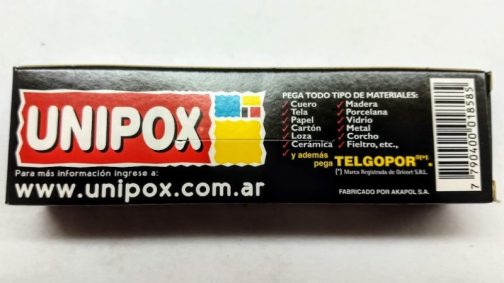 UNIPOX
Para más información ingrese a:
www.unipox.com.ar
PEGA TODO TIPO DE MATERIALES:
✓ Cuero
✓ Tela
✓ Papel
✓ Cartón
✓ Loza
✓ Cerámica
✓ Madera
✓ Porcelana
✓ Vidrio
✓ Metal
✓ Corcho
✓ Fieltro, etc.,
✓ y además
pega TELGOPOR(*).
(*) Marca Registrada de Oricort S.R.L.
FABRICADO POR AKAPOL S.A.
7 790400 018585